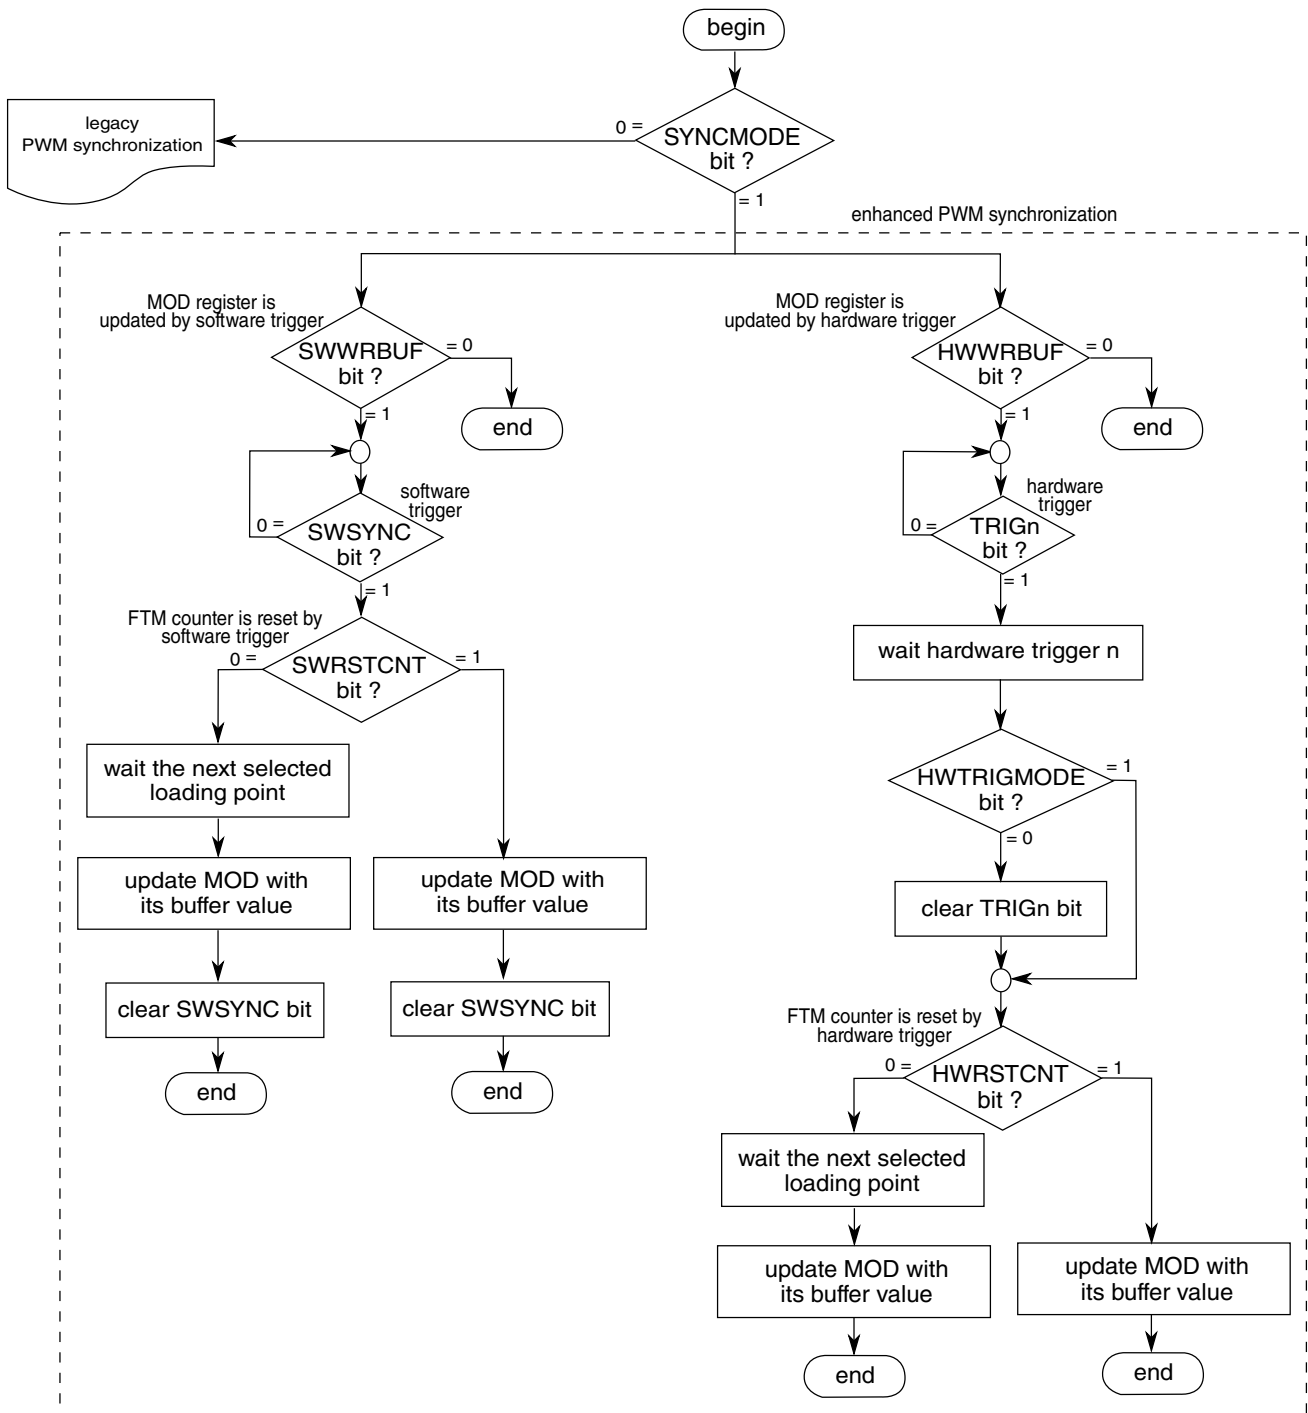 begin
legacy
PWM synchronization
0 =
SYNCMODE
bit ?
= 1
enhanced PWM synchronization
MOD register is
updated by software trigger
SWWRBUF
bit ?
= 0
= 1
end
software
trigger
0 =
SWSYNC
bit ?
= 1
FTM counter is reset by
software trigger
0 =
SWRSTCNT
bit ?
= 1
wait the next selected
loading point
update MOD with
its buffer value
clear SWSYNC bit
end
update MOD with
its buffer value
clear SWSYNC bit
end
MOD register is
updated by hardware trigger
HWWRBUF
bit ?
= 0
= 1
end
hardware
trigger
0 =
TRIGn
bit ?
= 1
wait hardware trigger n
HWTRIGMODE
bit ?
= 1
= 0
clear TRIGn bit
FTM counter is reset by
hardware trigger
0 =
HWRSTCNT
bit ?
= 1
wait the next selected
loading point
update MOD with
its buffer value
end
update MOD with
its buffer value
end